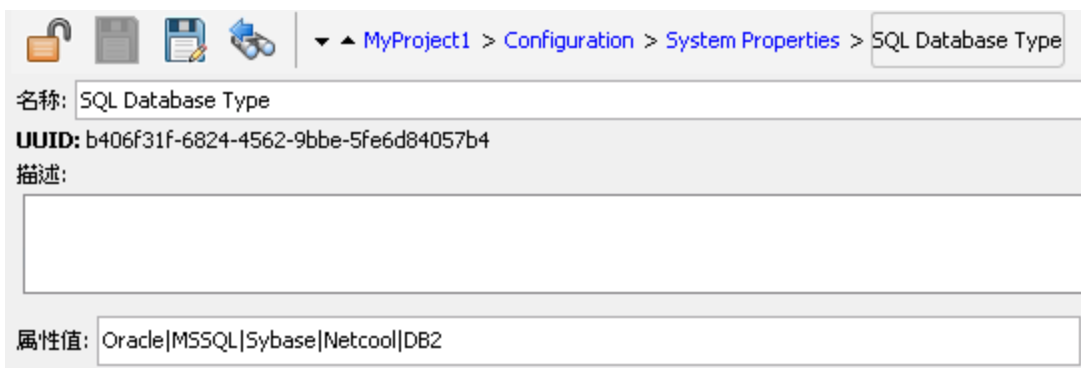 MyProject1 > Configuration > System Properties > SQL Database Type
名称: SQL Database Type
UUID: b406f31f-6824-4562-9bbe-5fe6d84057b4
描述:
属性值: Oracle|MSSQL|Sybase|Netcool|DB2